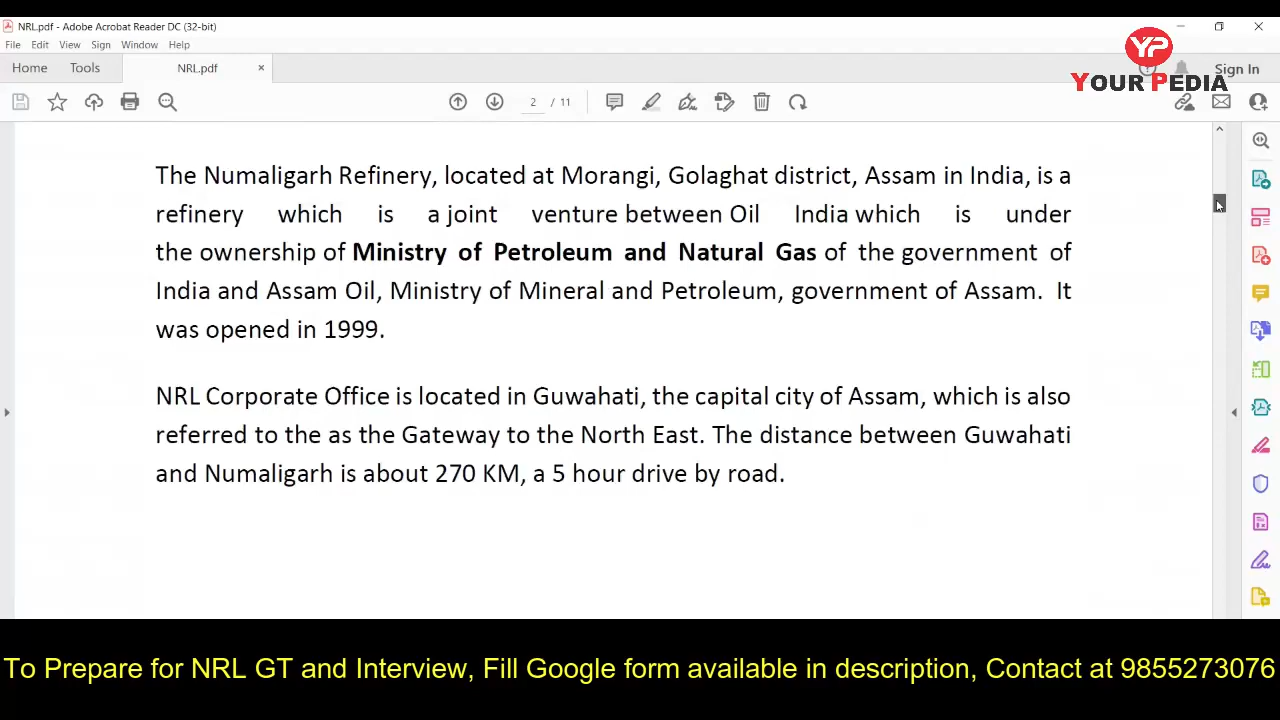 NRL.pdf - Adobe Acrobat Reader DC (32-bit)
File Edit View Sign Window Help
Home Tools NRL.pdf × Sign In
YP
YOUR PEDIA
2 / 11
The Numaligarh Refinery, located at Morangi, Golaghat district, Assam in India, is a
refinery which is a joint venture between Oil India which is under
the ownership of Ministry of Petroleum and Natural Gas of the government of
India and Assam Oil, Ministry of Mineral and Petroleum, government of Assam. It
was opened in 1999.
NRL Corporate Office is located in Guwahati, the capital city of Assam, which is also
referred to the as the Gateway to the North East. The distance between Guwahati
and Numaligarh is about 270 KM, a 5 hour drive by road.
To Prepare for NRL GT and Interview, Fill Google form available in description, Contact at 9855273076